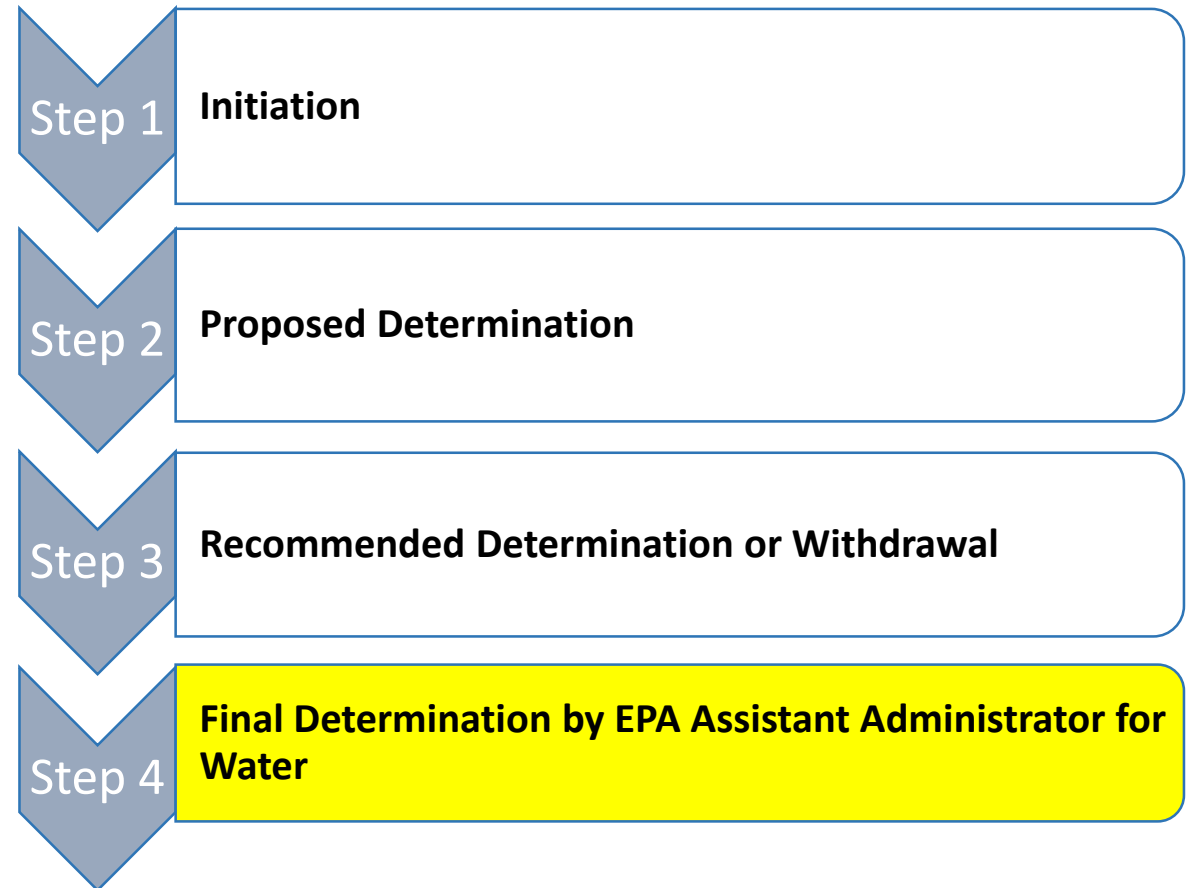 Step 1
Initiation
Step 2
Proposed Determination
Step 3
Recommended Determination or Withdrawal
Step 4
Final Determination by EPA Assistant Administrator for
Water